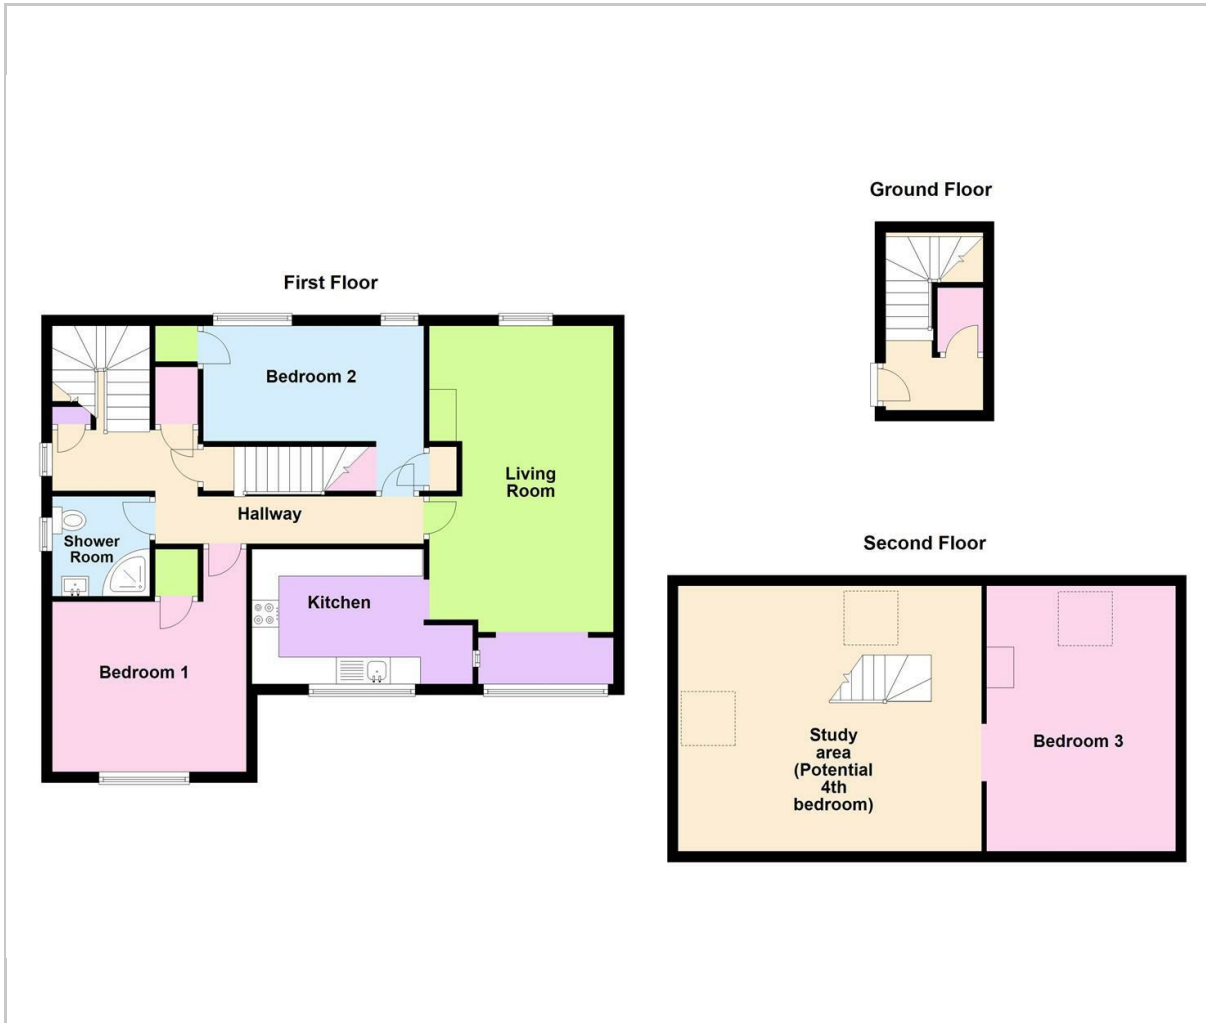 Ground Floor
First Floor
Bedroom 2
Living
Room
Hallway
Shower
Room
Kitchen
Bedroom 1
Second Floor
Study
area
(Potential
4th
bedroom)
Bedroom 3